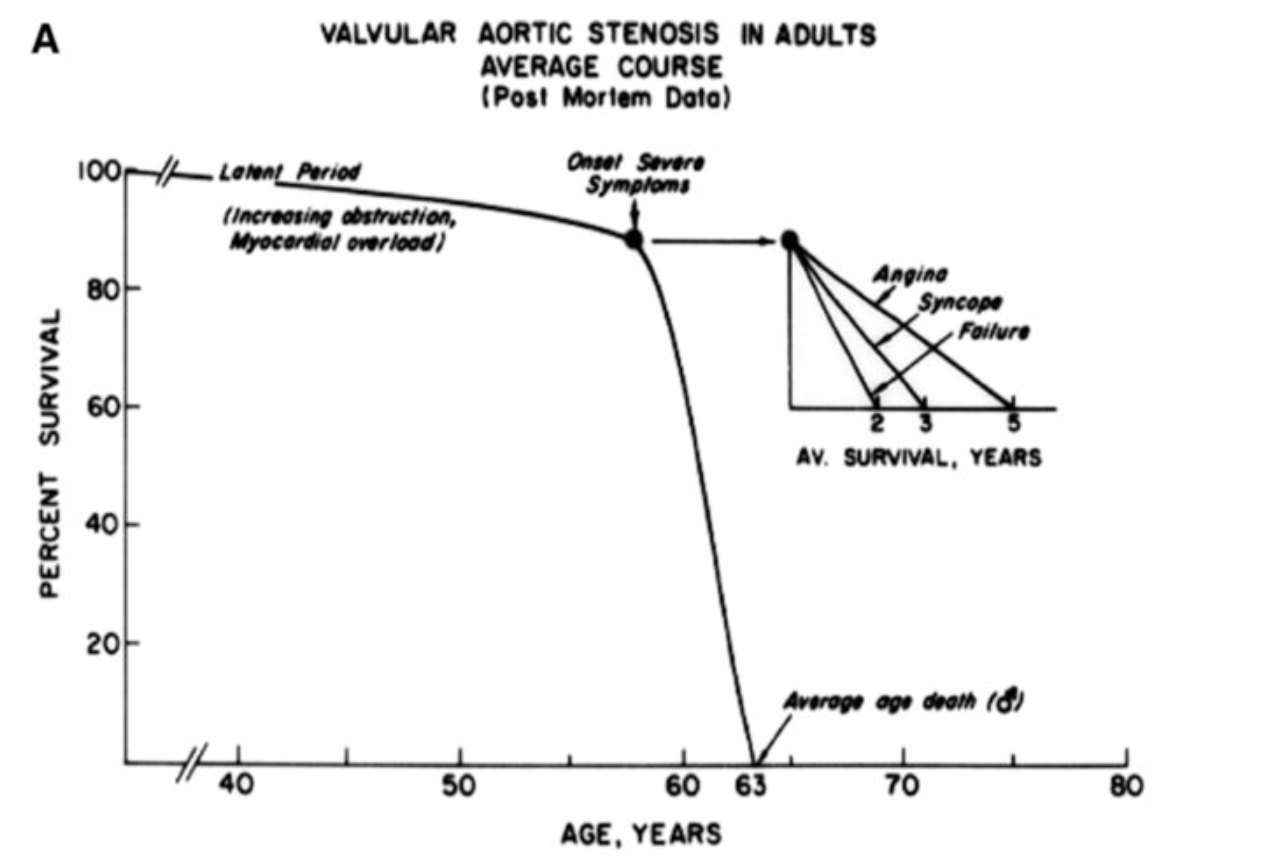 A
VALVULAR AORTIC STENOSIS IN ADULTS
AVERAGE COURSE
(Post Mortem Data)
100
80
60
40
20
PERCENT SURVIVAL
Latent Period
(Increasing obstruction,
Myocardial overload)
Onset Severe
Symptoms
Angina
Syncope
Failure
2 3 5
AV. SURVIVAL, YEARS
Average age death (♂)
40 50 60 63 70 80
AGE, YEARS